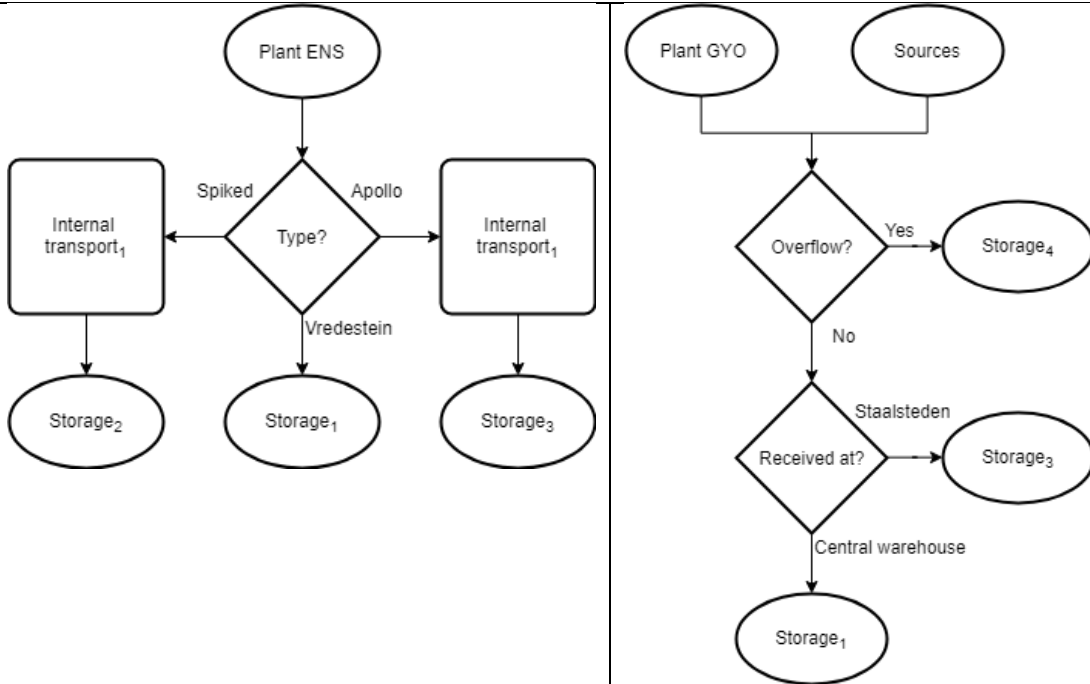 Plant ENS
Spiked
Apollo
Internal
transport₁
Type?
Internal
transport₁
Vredestein
Storage₂
Storage₁
Storage₃
Plant GYO
Sources
Overflow?
Yes
Storage₄
No
Staalsteden
Received at?
Storage₃
Central warehouse
Storage₁